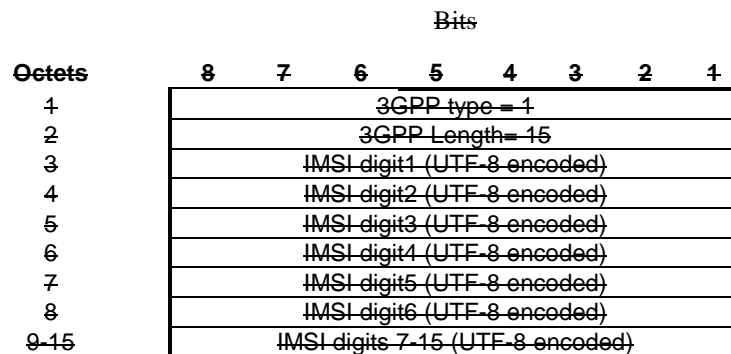 Bits
Octets 8 7 6 5 4 3 2 1
1 3GPP type = 1
2 3GPP Length= 15
3 IMSI digit1 (UTF-8 encoded)
4 IMSI digit2 (UTF-8 encoded)
5 IMSI digit3 (UTF-8 encoded)
6 IMSI digit4 (UTF-8 encoded)
7 IMSI digit5 (UTF-8 encoded)
8 IMSI digit6 (UTF-8 encoded)
9-15 IMSI digits 7-15 (UTF-8 encoded)